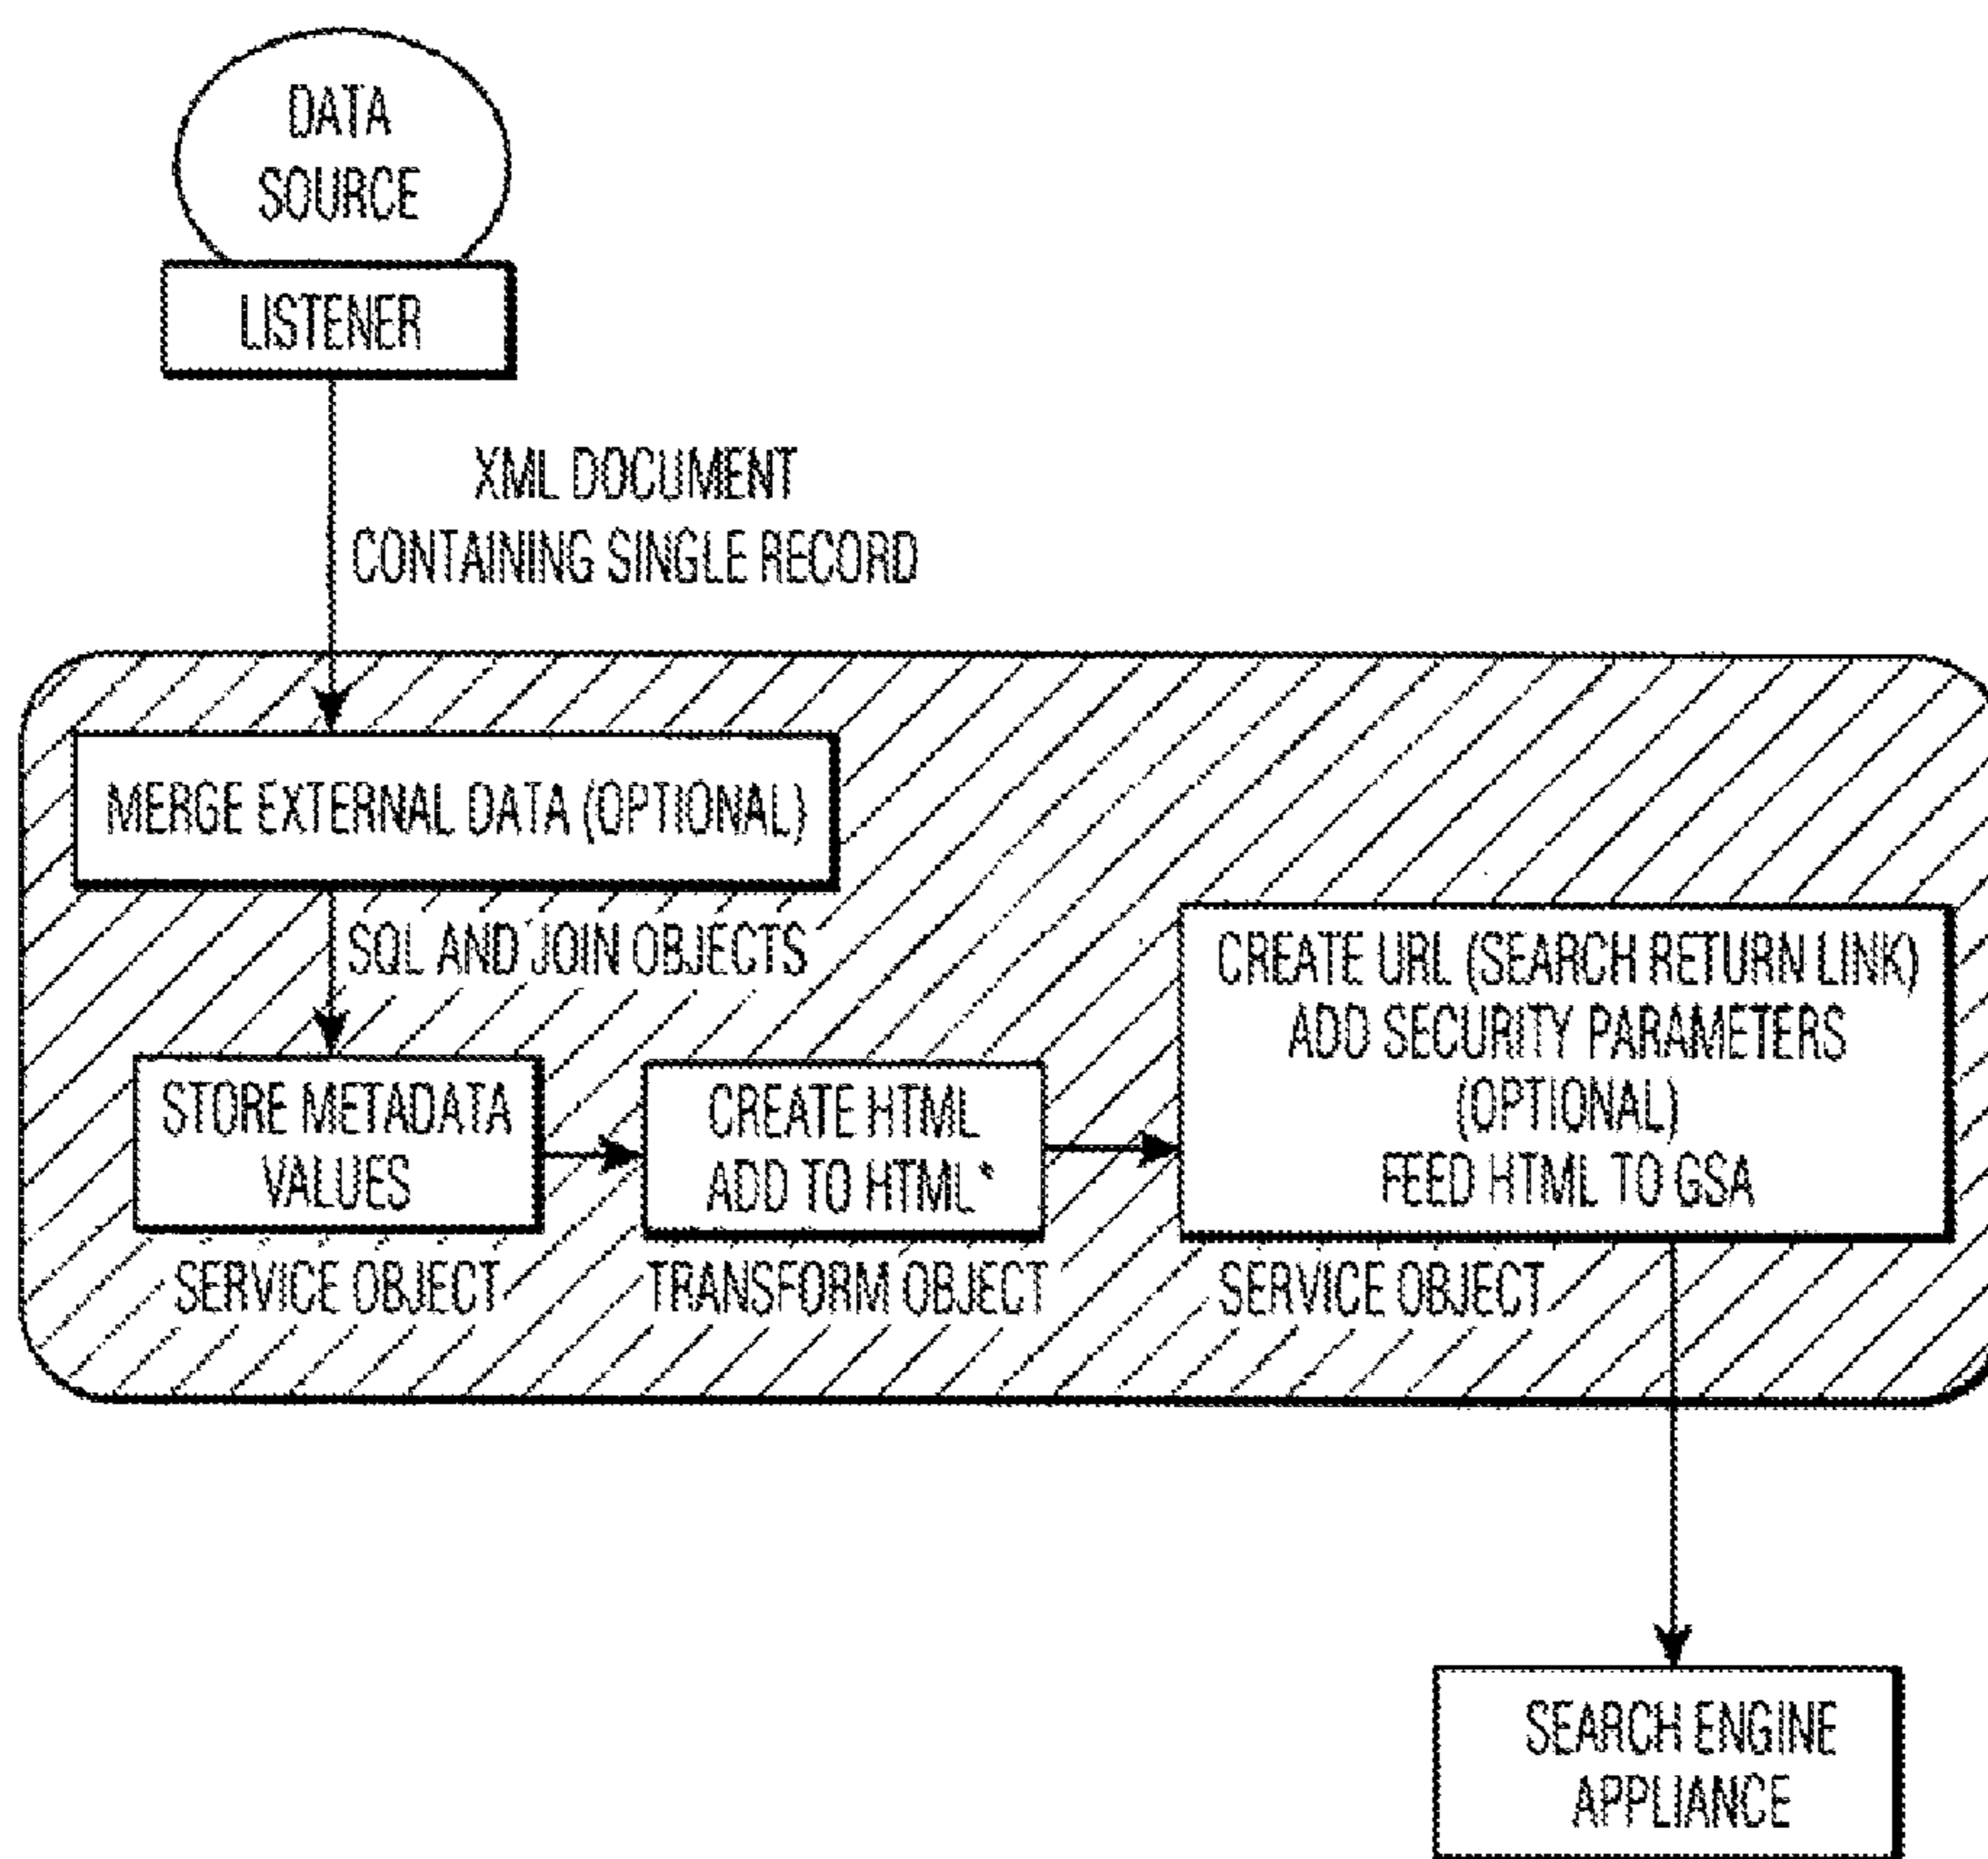 DATA
SOURCE
LISTENER
XML DOCUMENT
CONTAINING SINGLE RECORD
MERGE EXTERNAL DATA (OPTIONAL)
SQL AND JOIN OBJECTS
STORE METADATA
VALUES
SERVICE OBJECT
CREATE HTML
ADD TO HTML*
TRANSFORM OBJECT
CREATE URL (SEARCH RETURN LINK)
ADD SECURITY PARAMETERS
(OPTIONAL)
FEED HTML TO GSA
SERVICE OBJECT
SEARCH ENGINE
APPLIANCE